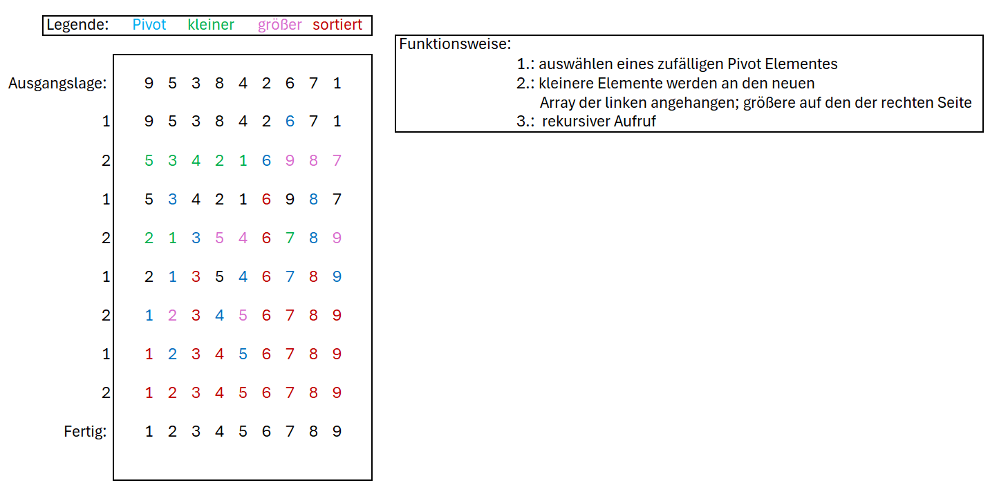 Legende: Pivot kleiner größer sortiert
Funktionsweise:
1.: auswählen eines zufälligen Pivot Elementes
2.: kleinere Elemente werden an den neuen
Array der linken angehangen; größere auf den der rechten Seite
3.: rekursiver Aufruf
Ausgangslage: 9 5 3 8 4 2 6 7 1
1 9 5 3 8 4 2 6 7 1
2 5 3 4 2 1 6 9 8 7
1 5 3 4 2 1 6 9 8 7
2 2 1 3 5 4 6 7 8 9
1 2 1 3 5 4 6 7 8 9
2 1 2 3 4 5 6 7 8 9
1 1 2 3 4 5 6 7 8 9
2 1 2 3 4 5 6 7 8 9
Fertig: 1 2 3 4 5 6 7 8 9